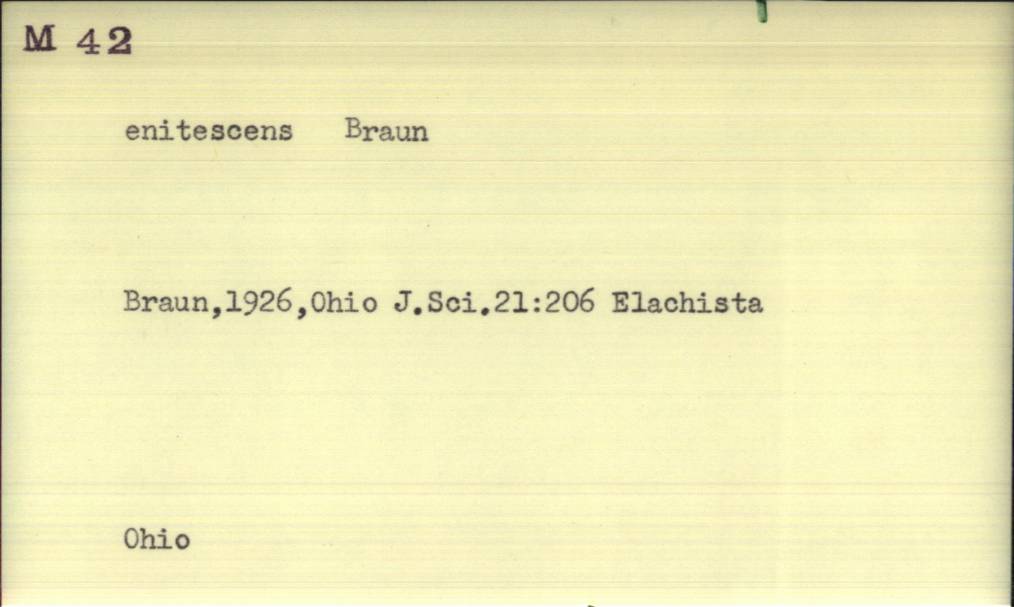 M 42
enitescens Braun
Braun,1926,Ohio J.Sci.21:206 Elachista
Ohio